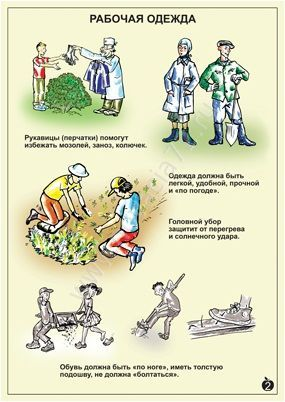 РАБОЧАЯ ОДЕЖДА
Рукавицы (перчатки) помогут
избежать мозолей, заноз, колючек.
Одежда должна быть
легкой, удобной, прочной
и «по погоде».
Головной убор
защитит от перегрева
и солнечного удара.
Обувь должна быть «по ноге», иметь толстую
подошву, не должна «болтаться».
2